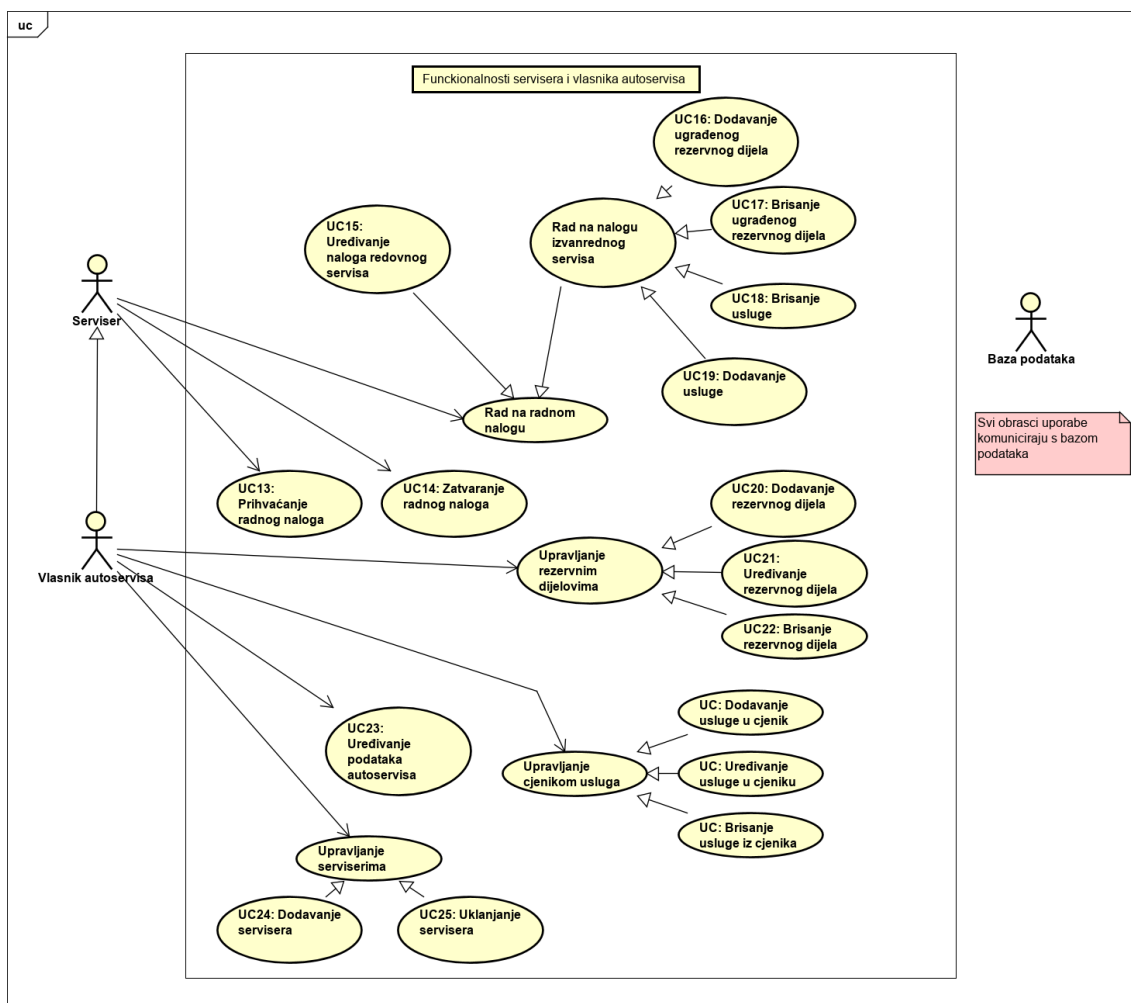 uc
Funckionalnosti servisera i vlasnika autoservisa
UC16: Dodavanje
ugrađenog
rezervnog dijela
UC17: Brisanje
ugrađenog
rezervnog dijela
UC15:
Uređivanje
naloga redovnog
servisa
Rad na nalogu
izvanrednog
servisa
UC18: Brisanje
usluge
Serviser
Baza podataka
UC19: Dodavanje
usluge
Rad na radnom
nalogu
Svi obrasci uporabe
komuniciraju s bazom
podataka
UC13:
Prihvaćanje
radnog naloga
UC14: Zatvaranje
radnog naloga
UC20: Dodavanje
rezervnog dijela
Vlasnik autoservisa
Upravljanje
rezervnim
dijelovima
UC21:
Uređivanje
rezervnog dijela
UC22: Brisanje
rezervnog dijela
UC23:
Uređivanje
podataka
autoservisa
UC: Dodavanje
usluge u cjenik
Upravljanje
cjenikom usluga
UC: Uređivanje
usluge u cjeniku
UC: Brisanje
usluge iz cjenika
Upravljanje
serviserima
UC24: Dodavanje
servisera
UC25: Uklanjanje
servisera